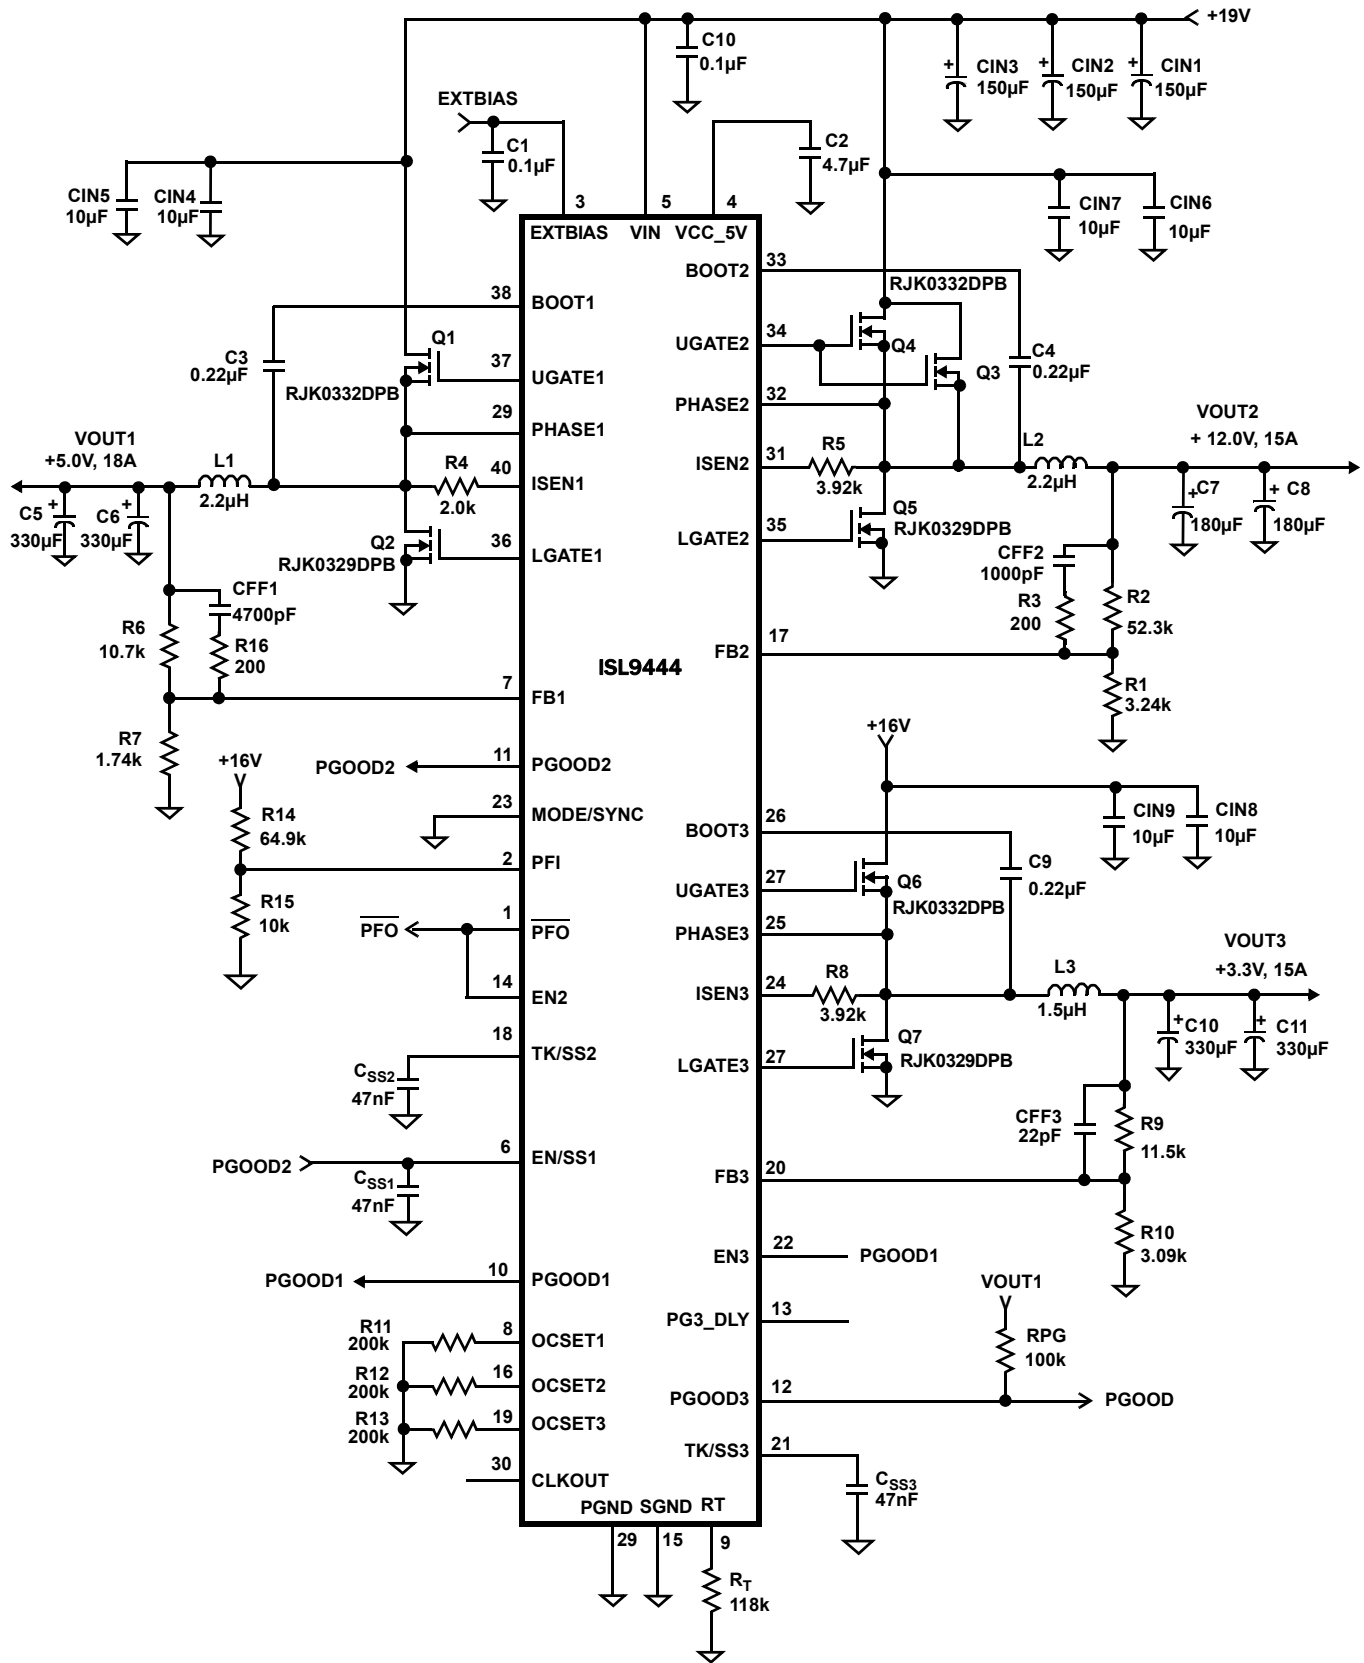 +19V
C10
0.1µF
CIN3
150µF
CIN2
150µF
CIN1
150µF
EXTBIAS
C1
0.1µF
C2
4.7µF
CIN5
10µF
CIN4
10µF
CIN7
10µF
CIN6
10µF
3
5
4
EXTBIAS
VIN
VCC_5V
BOOT2
33
RJK0332DPB
38
BOOT1
C3
0.22µF
Q1
RJK0332DPB
37
UGATE1
UGATE2
34
Q4
Q3
C4
0.22µF
29
PHASE1
PHASE2
32
VOUT1
+5.0V, 18A
L1
2.2µH
R4
2.0k
40
ISEN1
ISEN2
31
R5
3.92k
L2
2.2µH
VOUT2
+ 12.0V, 15A
C5
330µF
C6
330µF
Q2
RJK0329DPB
36
LGATE1
LGATE2
35
Q5
RJK0329DPB
C7
180µF
C8
180µF
CFF1
4700pF
R6
10.7k
R16
200
CFF2
1000pF
R3
200
R2
52.3k
FB2
17
ISL9444
7
FB1
R1
3.24k
R7
1.74k
+16V
PGOOD2
11
PGOOD2
+16V
R14
64.9k
23
MODE/SYNC
BOOT3
26
CIN9
10µF
CIN8
10µF
2
PFI
UGATE3
27
Q6
RJK0332DPB
C9
0.22µF
R15
10k
PFO
1
PFO
PHASE3
25
VOUT3
+3.3V, 15A
14
EN2
ISEN3
24
R8
3.92k
L3
1.5µH
18
TK/SS2
LGATE3
27
Q7
RJK0329DPB
C10
330µF
C11
330µF
CSS2
47nF
CFF3
22pF
R9
11.5k
PGOOD2
6
EN/SS1
CSS1
47nF
FB3
20
R10
3.09k
EN3
22
PGOOD1
PGOOD1
10
PGOOD1
VOUT1
PG3_DLY
13
RPG
100k
R11
200k
8
OCSET1
R12
200k
16
OCSET2
PGOOD3
12
PGOOD
R13
200k
19
OCSET3
TK/SS3
21
CSS3
47nF
30
CLKOUT
PGND
SGND
RT
29
15
9
RT
118k